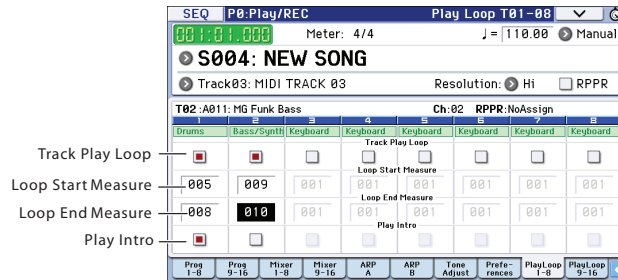 SEQ P0:Play/REC Play Loop T01-08
001:01.000 Meter: 4/4 ♩= 110.00 Manual
S004: NEW SONG
Track03: MIDI TRACK 03 Resolution: Hi RPPR
T02:A011: MG Funk Bass Ch:02 RPPR:NoAssign
1 2 3 4 5 6 7 8
Drums Bass/Synth Keyboard Keyboard Keyboard Keyboard Keyboard Keyboard
Track Play Loop
Track Play Loop
Loop Start Measure
Loop Start Measure 005 009 001 001 001 001 001 001
Loop End Measure
Loop End Measure 008 010 001 001 001 001 001 001
Play Intro
Play Intro
Prog 1-8 Prog 9-16 Mixer 1-8 Mixer 9-16 ARP A ARP B Tone Adjust Prefe-rences PlayLoop 1-8 PlayLoop 9-16